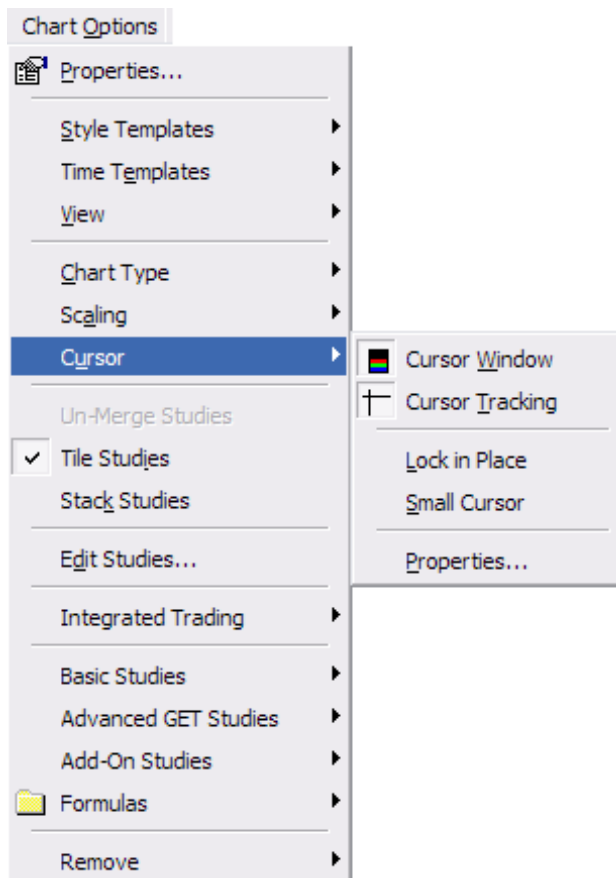 Chart Options
Properties...
Style Templates
Time Templates
View
Chart Type
Scaling
Cursor
Un-Merge Studies
Tile Studies
Stack Studies
Edit Studies...
Integrated Trading
Basic Studies
Advanced GET Studies
Add-On Studies
Formulas
Remove
Cursor Window
Cursor Tracking
Lock in Place
Small Cursor
Properties...